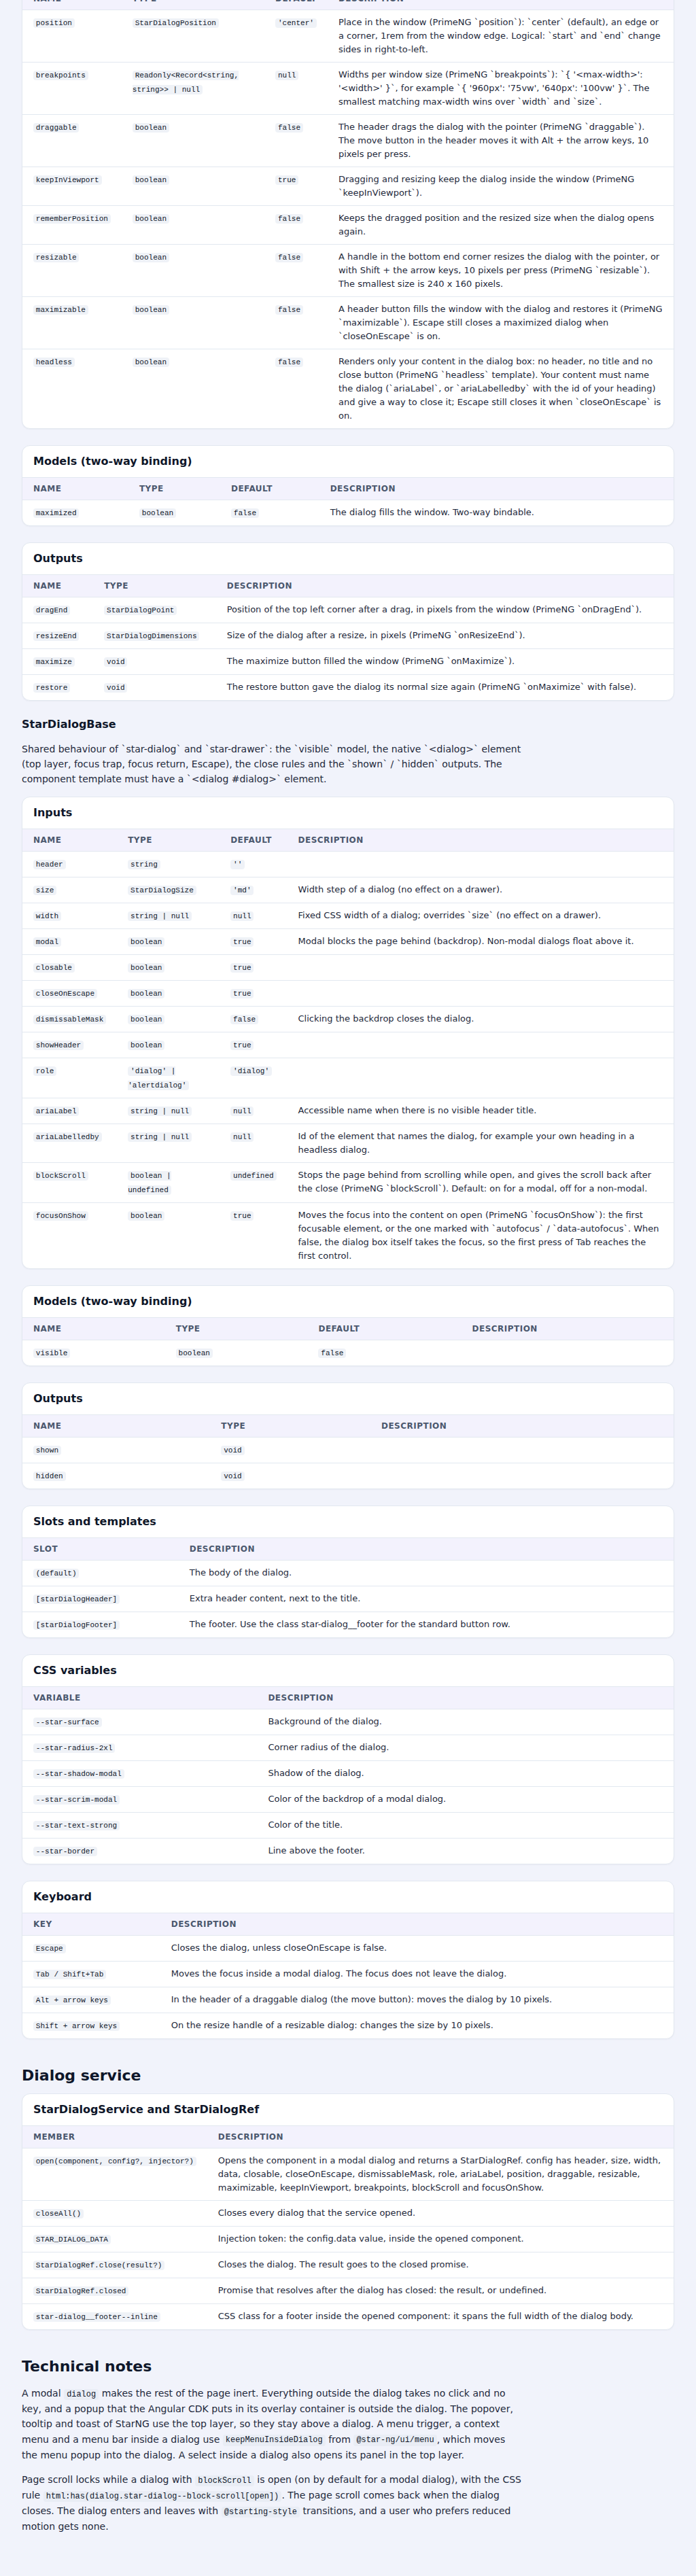 position StarDialogPosition 'center' Place in the window (PrimeNG `position`): `center` (default), an edge or
a corner, 1rem from the window edge. Logical: `start` and `end` change
sides in right-to-left.
breakpoints Readonly<Record<string, null Widths per window size (PrimeNG `breakpoints`): `{ '<max-width>':
string>> | null '<width>' }`, for example `{ '960px': '75vw', '640px': '100vw' }`. The
smallest matching max-width wins over `width` and `size`.
draggable boolean false The header drags the dialog with the pointer (PrimeNG `draggable`).
The move button in the header moves it with Alt + the arrow keys, 10
pixels per press.
keepInViewport boolean true Dragging and resizing keep the dialog inside the window (PrimeNG
`keepInViewport`).
rememberPosition boolean false Keeps the dragged position and the resized size when the dialog opens
again.
resizable boolean false A handle in the bottom end corner resizes the dialog with the pointer, or
with Shift + the arrow keys, 10 pixels per press (PrimeNG `resizable`).
The smallest size is 240 x 160 pixels.
maximizable boolean false A header button fills the window with the dialog and restores it (PrimeNG
`maximizable`). Escape still closes a maximized dialog when
`closeOnEscape` is on.
headless boolean false Renders only your content in the dialog box: no header, no title and no
close button (PrimeNG `headless` template). Your content must name
the dialog (`ariaLabel`, or `ariaLabelledby` with the id of your heading)
and give a way to close it; Escape still closes it when `closeOnEscape` is
on.
Models (two-way binding)
NAME TYPE DEFAULT DESCRIPTION
maximized boolean false The dialog fills the window. Two-way bindable.
Outputs
NAME TYPE DESCRIPTION
dragEnd StarDialogPoint Position of the top left corner after a drag, in pixels from the window (PrimeNG `onDragEnd`).
resizeEnd StarDialogDimensions Size of the dialog after a resize, in pixels (PrimeNG `onResizeEnd`).
maximize void The maximize button filled the window (PrimeNG `onMaximize`).
restore void The restore button gave the dialog its normal size again (PrimeNG `onMaximize` with false).
StarDialogBase
Shared behaviour of `star-dialog` and `star-drawer`: the `visible` model, the native `<dialog>` element
(top layer, focus trap, focus return, Escape), the close rules and the `shown` / `hidden` outputs. The
component template must have a `<dialog #dialog>` element.
Inputs
NAME TYPE DEFAULT DESCRIPTION
header string ''
size StarDialogSize 'md' Width step of a dialog (no effect on a drawer).
width string | null null Fixed CSS width of a dialog; overrides `size` (no effect on a drawer).
modal boolean true Modal blocks the page behind (backdrop). Non-modal dialogs float above it.
closable boolean true
closeOnEscape boolean true
dismissableMask boolean false Clicking the backdrop closes the dialog.
showHeader boolean true
role 'dialog' | 'dialog'
'alertdialog'
ariaLabel string | null null Accessible name when there is no visible header title.
ariaLabelledby string | null null Id of the element that names the dialog, for example your own heading in a
headless dialog.
blockScroll boolean | undefined Stops the page behind from scrolling while open, and gives the scroll back after
undefined the close (PrimeNG `blockScroll`). Default: on for a modal, off for a non-modal.
focusOnShow boolean true Moves the focus into the content on open (PrimeNG `focusOnShow`): the first
focusable element, or the one marked with `autofocus` / `data-autofocus`. When
false, the dialog box itself takes the focus, so the first press of Tab reaches the
first control.
Models (two-way binding)
NAME TYPE DEFAULT DESCRIPTION
visible boolean false
Outputs
NAME TYPE DESCRIPTION
shown void
hidden void
Slots and templates
SLOT DESCRIPTION
(default) The body of the dialog.
[starDialogHeader] Extra header content, next to the title.
[starDialogFooter] The footer. Use the class star-dialog__footer for the standard button row.
CSS variables
VARIABLE DESCRIPTION
--star-surface Background of the dialog.
--star-radius-2xl Corner radius of the dialog.
--star-shadow-modal Shadow of the dialog.
--star-scrim-modal Color of the backdrop of a modal dialog.
--star-text-strong Color of the title.
--star-border Line above the footer.
Keyboard
KEY DESCRIPTION
Escape Closes the dialog, unless closeOnEscape is false.
Tab / Shift+Tab Moves the focus inside a modal dialog. The focus does not leave the dialog.
Alt + arrow keys In the header of a draggable dialog (the move button): moves the dialog by 10 pixels.
Shift + arrow keys On the resize handle of a resizable dialog: changes the size by 10 pixels.
Dialog service
StarDialogService and StarDialogRef
MEMBER DESCRIPTION
open(component, config?, injector?) Opens the component in a modal dialog and returns a StarDialogRef. config has header, size, width,
data, closable, closeOnEscape, dismissableMask, role, ariaLabel, position, draggable, resizable,
maximizable, keepInViewport, breakpoints, blockScroll and focusOnShow.
closeAll() Closes every dialog that the service opened.
STAR_DIALOG_DATA Injection token: the config.data value, inside the opened component.
StarDialogRef.close(result?) Closes the dialog. The result goes to the closed promise.
StarDialogRef.closed Promise that resolves after the dialog has closed: the result, or undefined.
star-dialog__footer--inline CSS class for a footer inside the opened component: it spans the full width of the dialog body.
Technical notes
A modal dialog makes the rest of the page inert. Everything outside the dialog takes no click and no
key, and a popup that the Angular CDK puts in its overlay container is outside the dialog. The popover,
tooltip and toast of StarNG use the top layer, so they stay above a dialog. A menu trigger, a context
menu and a menu bar inside a dialog use keepMenuInsideDialog from @star-ng/ui/menu, which moves
the menu popup into the dialog. A select inside a dialog also opens its panel in the top layer.
Page scroll locks while a dialog with blockScroll is open (on by default for a modal dialog), with the CSS
rule html:has(dialog.star-dialog--block-scroll[open]). The page scroll comes back when the dialog
closes. The dialog enters and leaves with @starting-style transitions, and a user who prefers reduced
motion gets none.